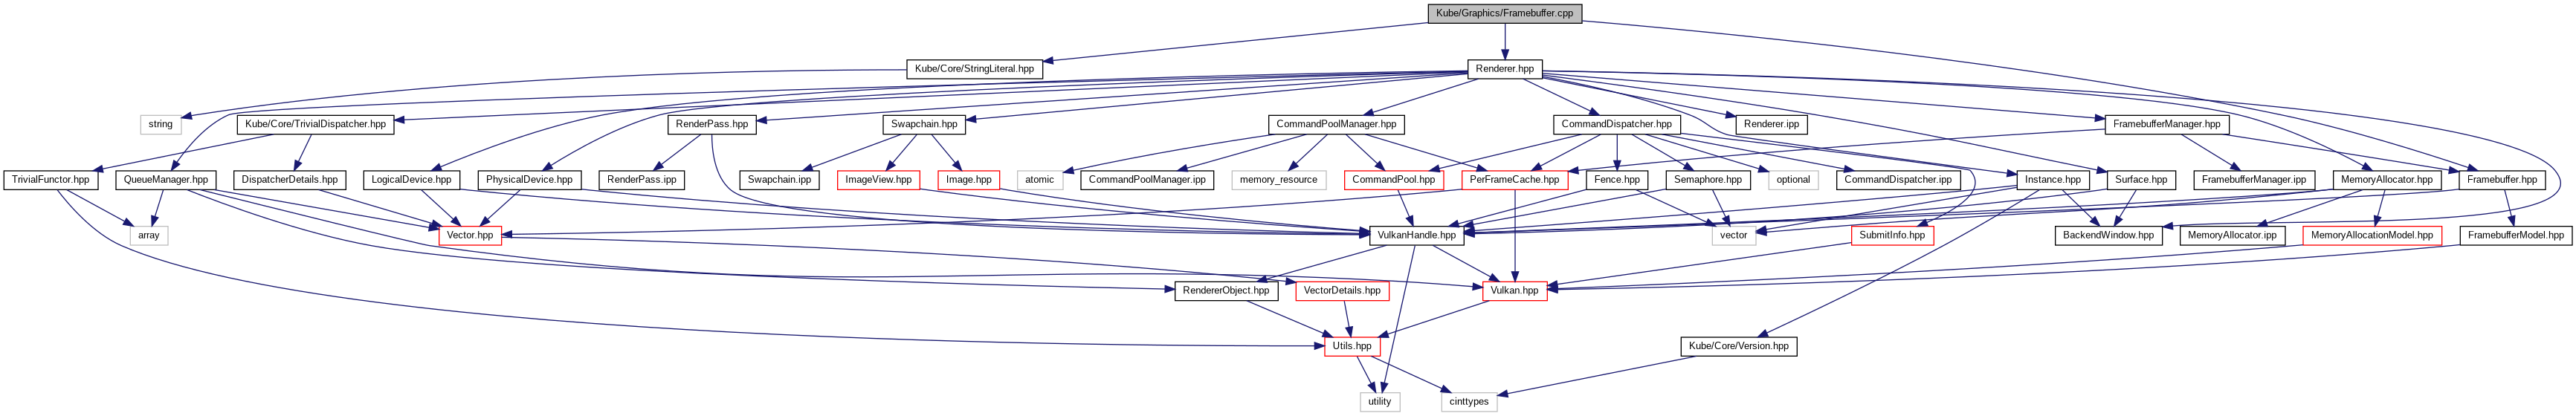 Kube/Graphics/Framebuffer.cpp
Kube/Core/StringLiteral.hpp
Renderer.hpp
string
Kube/Core/TrivialDispatcher.hpp
RenderPass.hpp
Swapchain.hpp
CommandPoolManager.hpp
CommandDispatcher.hpp
Renderer.ipp
FramebufferManager.hpp
TrivialFunctor.hpp
QueueManager.hpp
DispatcherDetails.hpp
LogicalDevice.hpp
PhysicalDevice.hpp
RenderPass.ipp
Swapchain.ipp
ImageView.hpp
Image.hpp
atomic
CommandPoolManager.ipp
memory_resource
CommandPool.hpp
PerFrameCache.hpp
Fence.hpp
Semaphore.hpp
optional
CommandDispatcher.ipp
Instance.hpp
Surface.hpp
FramebufferManager.ipp
MemoryAllocator.hpp
Framebuffer.hpp
array
Vector.hpp
VulkanHandle.hpp
vector
SubmitInfo.hpp
BackendWindow.hpp
MemoryAllocator.ipp
MemoryAllocationModel.hpp
FramebufferModel.hpp
RendererObject.hpp
VectorDetails.hpp
Vulkan.hpp
Utils.hpp
Kube/Core/Version.hpp
utility
cinttypes